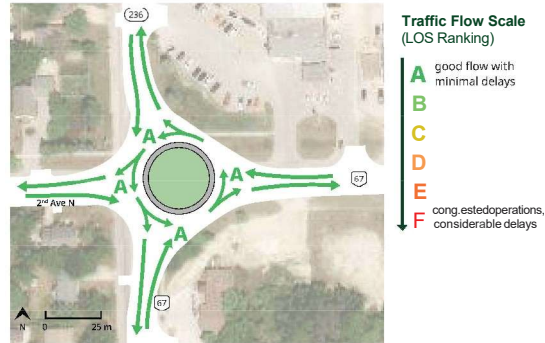 236
A
A
A
A
2nd Ave N
67
67
N
0
25 m
Traffic Flow Scale
(LOS Ranking)
A good flow with
minimal delays
B
C
D
E
F cong.estedoperations,
considerable delays